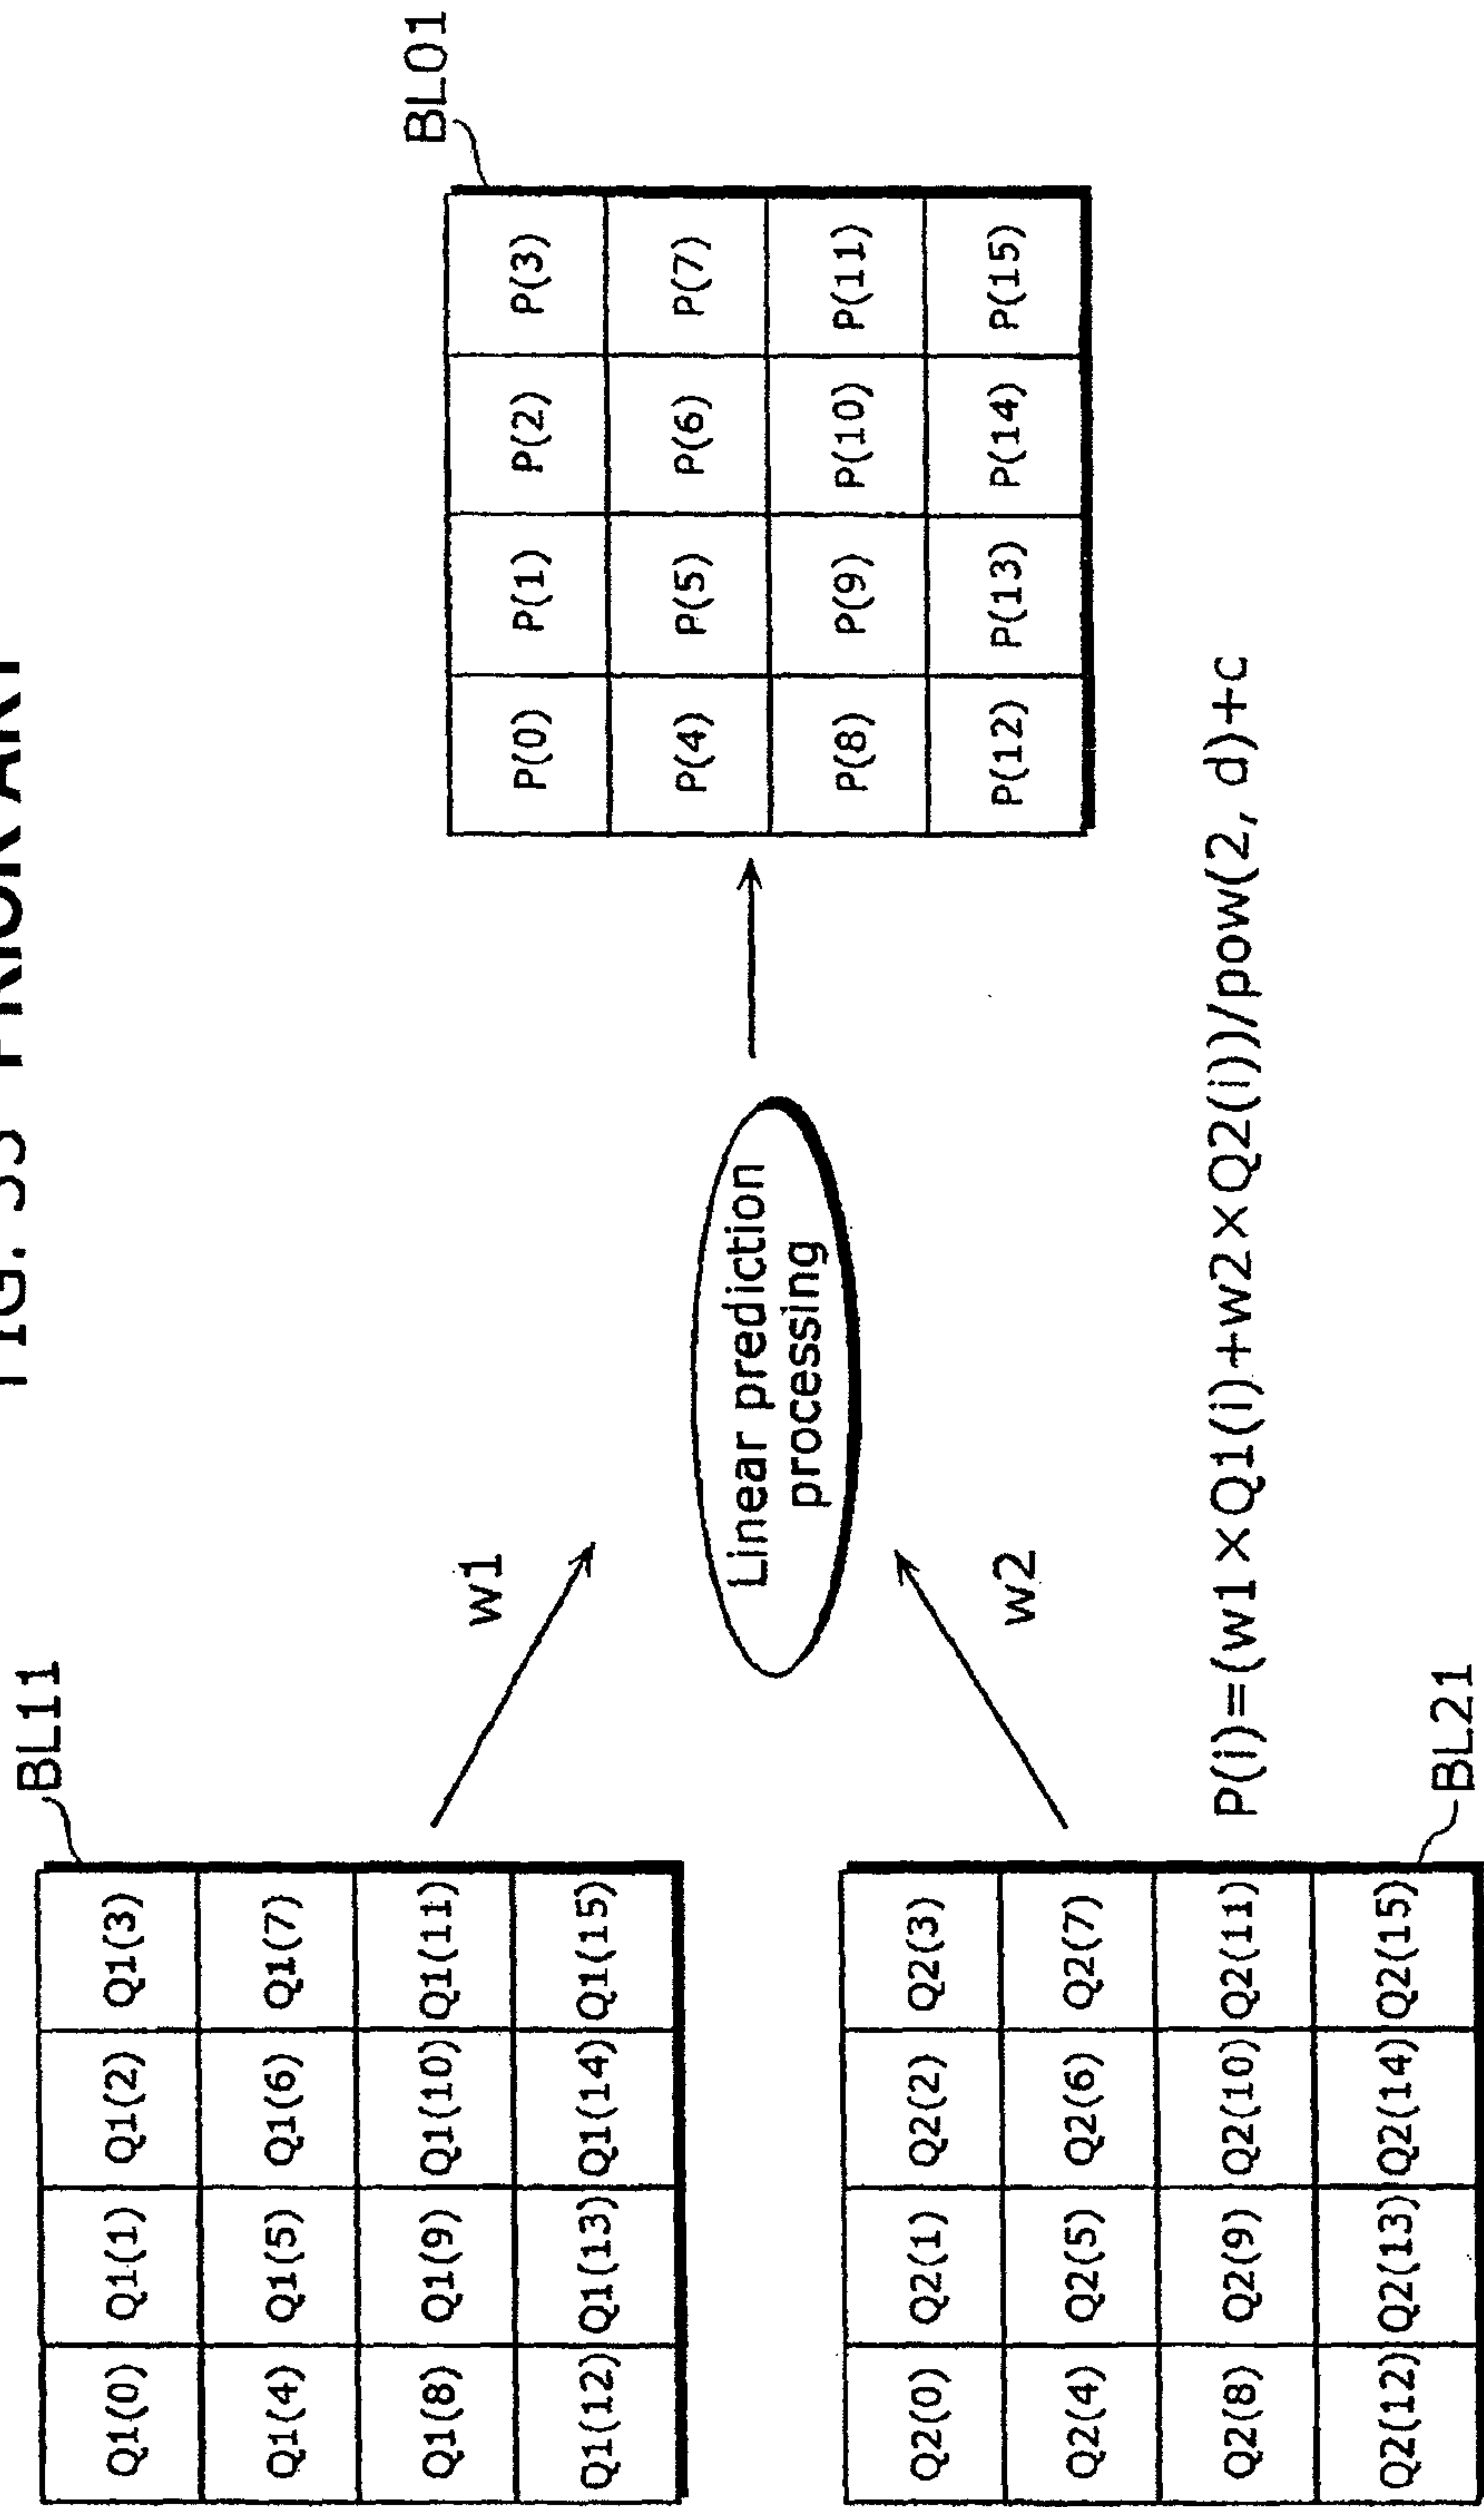 FIG. 33 PRIOR ART
BL11
Q1(0) Q1(1) Q1(2) Q1(3)
Q1(4) Q1(5) Q1(6) Q1(7)
Q1(8) Q1(9) Q1(10) Q1(11)
Q1(12) Q1(13) Q1(14) Q1(15)
w1
BL01
P(0) P(1) P(2) P(3)
P(4) P(5) P(6) P(7)
P(8) P(9) P(10) P(11)
P(12) P(13) P(14) P(15)
Linear prediction
processing
w2
Q2(0) Q2(1) Q2(2) Q2(3)
Q2(4) Q2(5) Q2(6) Q2(7)
Q2(8) Q2(9) Q2(10) Q2(11)
Q2(12) Q2(13) Q2(14) Q2(15)
P(i)=(w1×Q1(i)+w2×Q2(i))/pow(2, d)+c
BL21